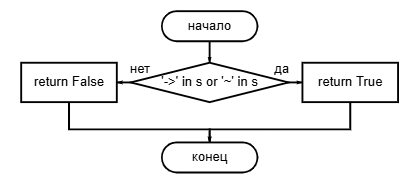 начало
нет
да
return False
'->' in s or '~' in s
return True
конец